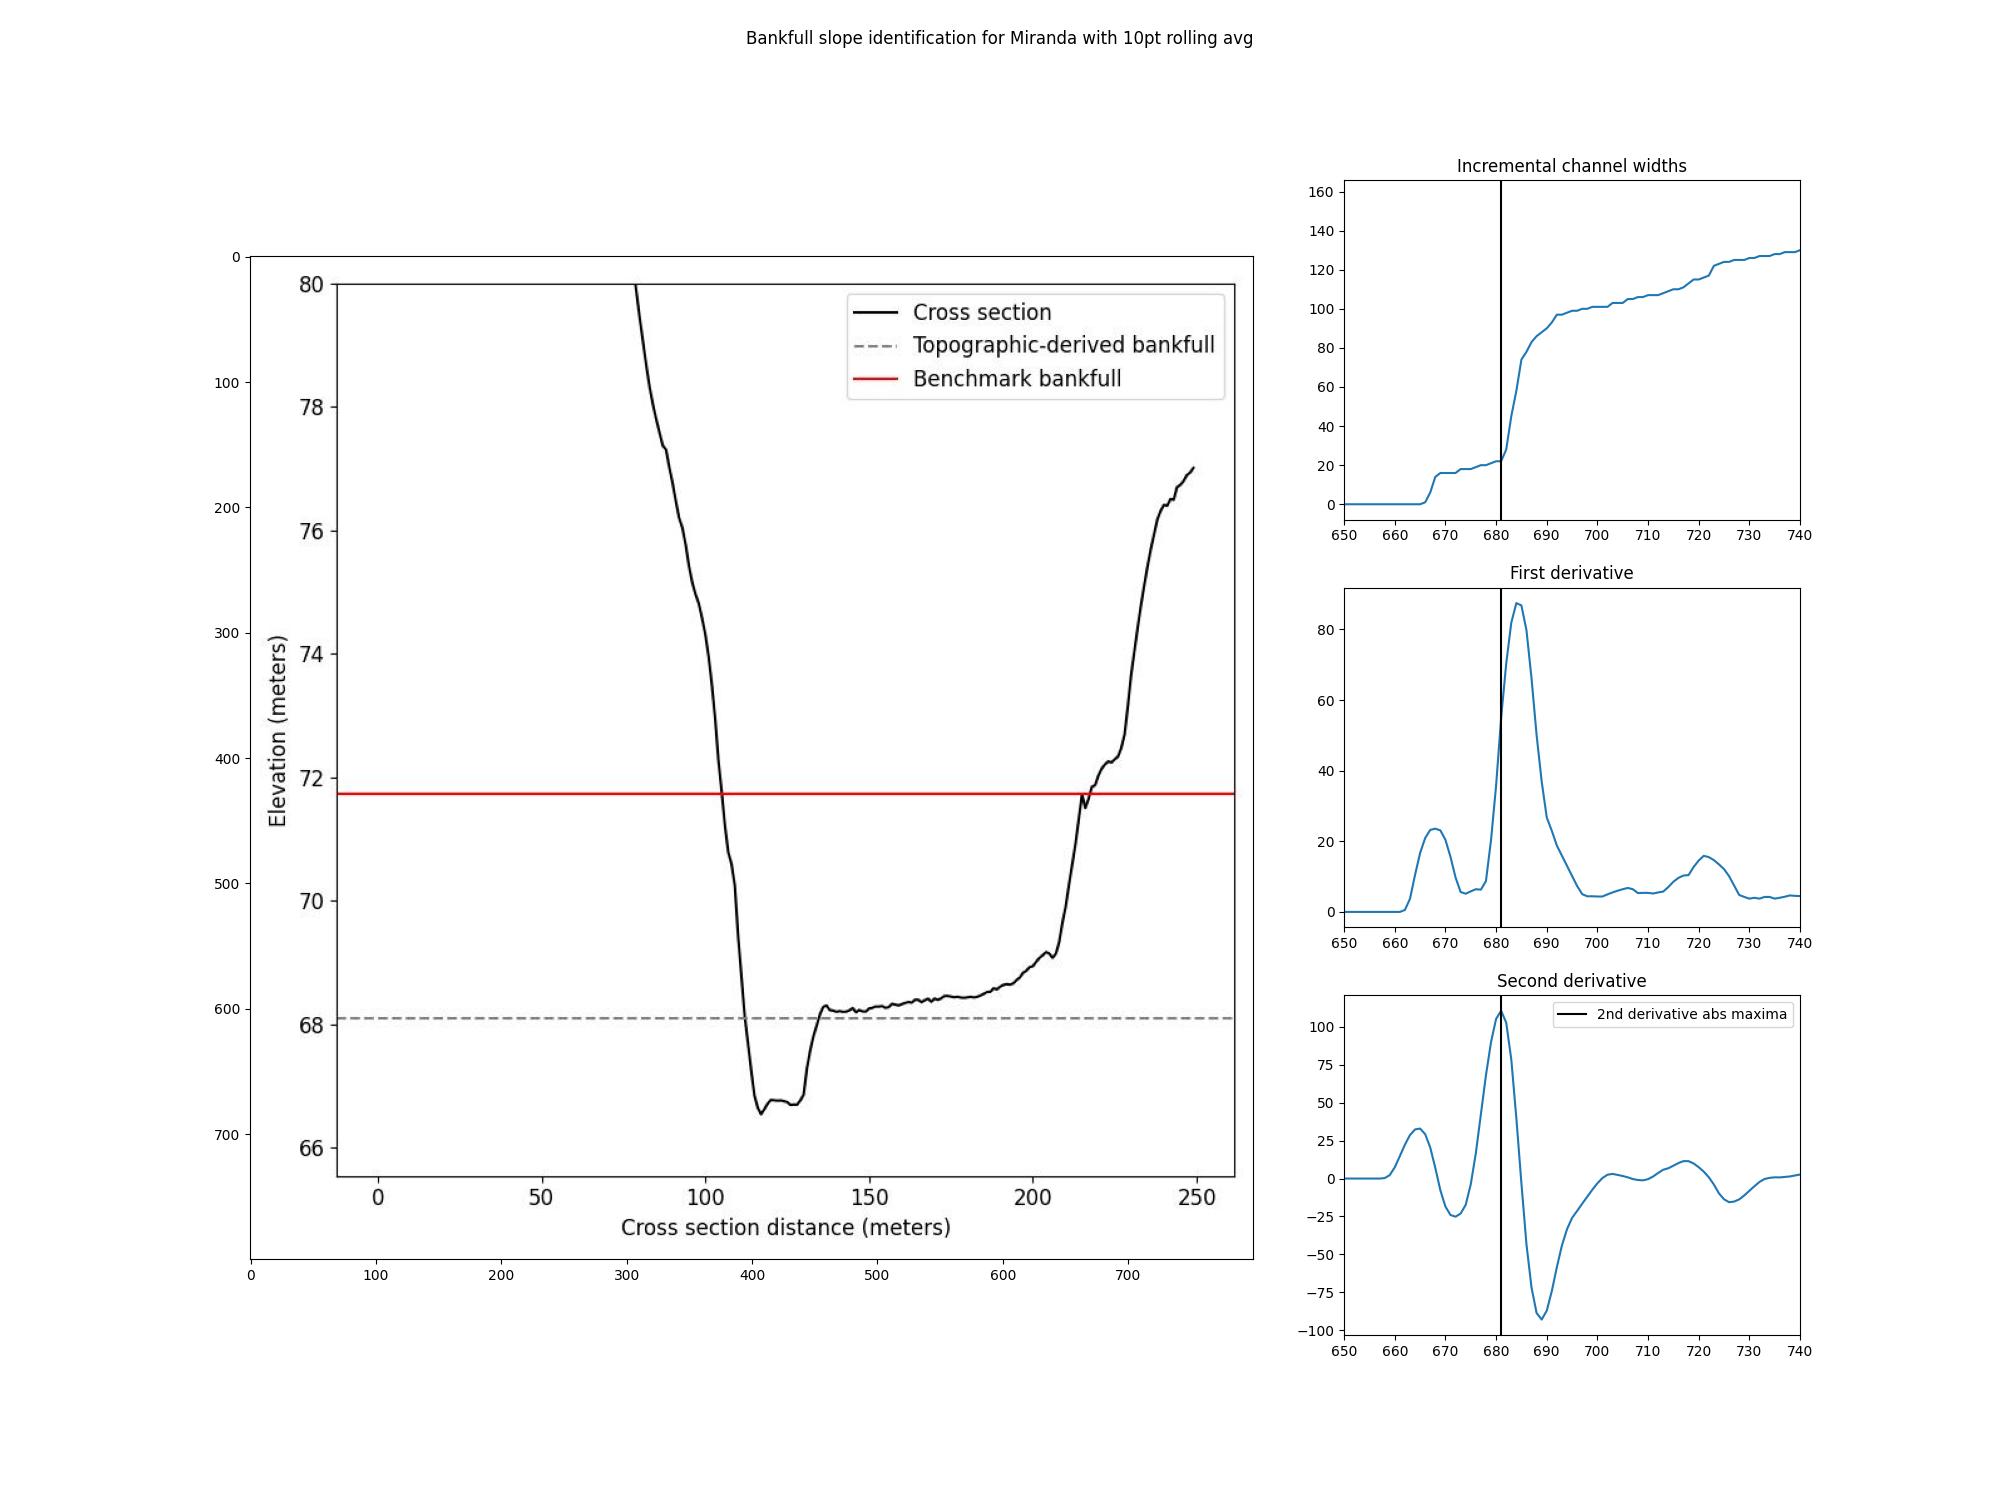 Bankfull slope identification for Miranda with 10pt rolling avg
0
100
200
300
400
500
600
700
0 100 200 300 400 500 600 700
Elevation (meters)
80
78
76
74
72
70
68
66
0 50 100 150 200 250
Cross section distance (meters)
Cross section
Topographic-derived bankfull
Benchmark bankfull
Incremental channel widths
160
140
120
100
80
60
40
20
0
650 660 670 680 690 700 710 720 730 740
First derivative
80
60
40
20
0
650 660 670 680 690 700 710 720 730 740
Second derivative
2nd derivative abs maxima
100
75
50
25
0
−25
−50
−75
−100
650 660 670 680 690 700 710 720 730 740